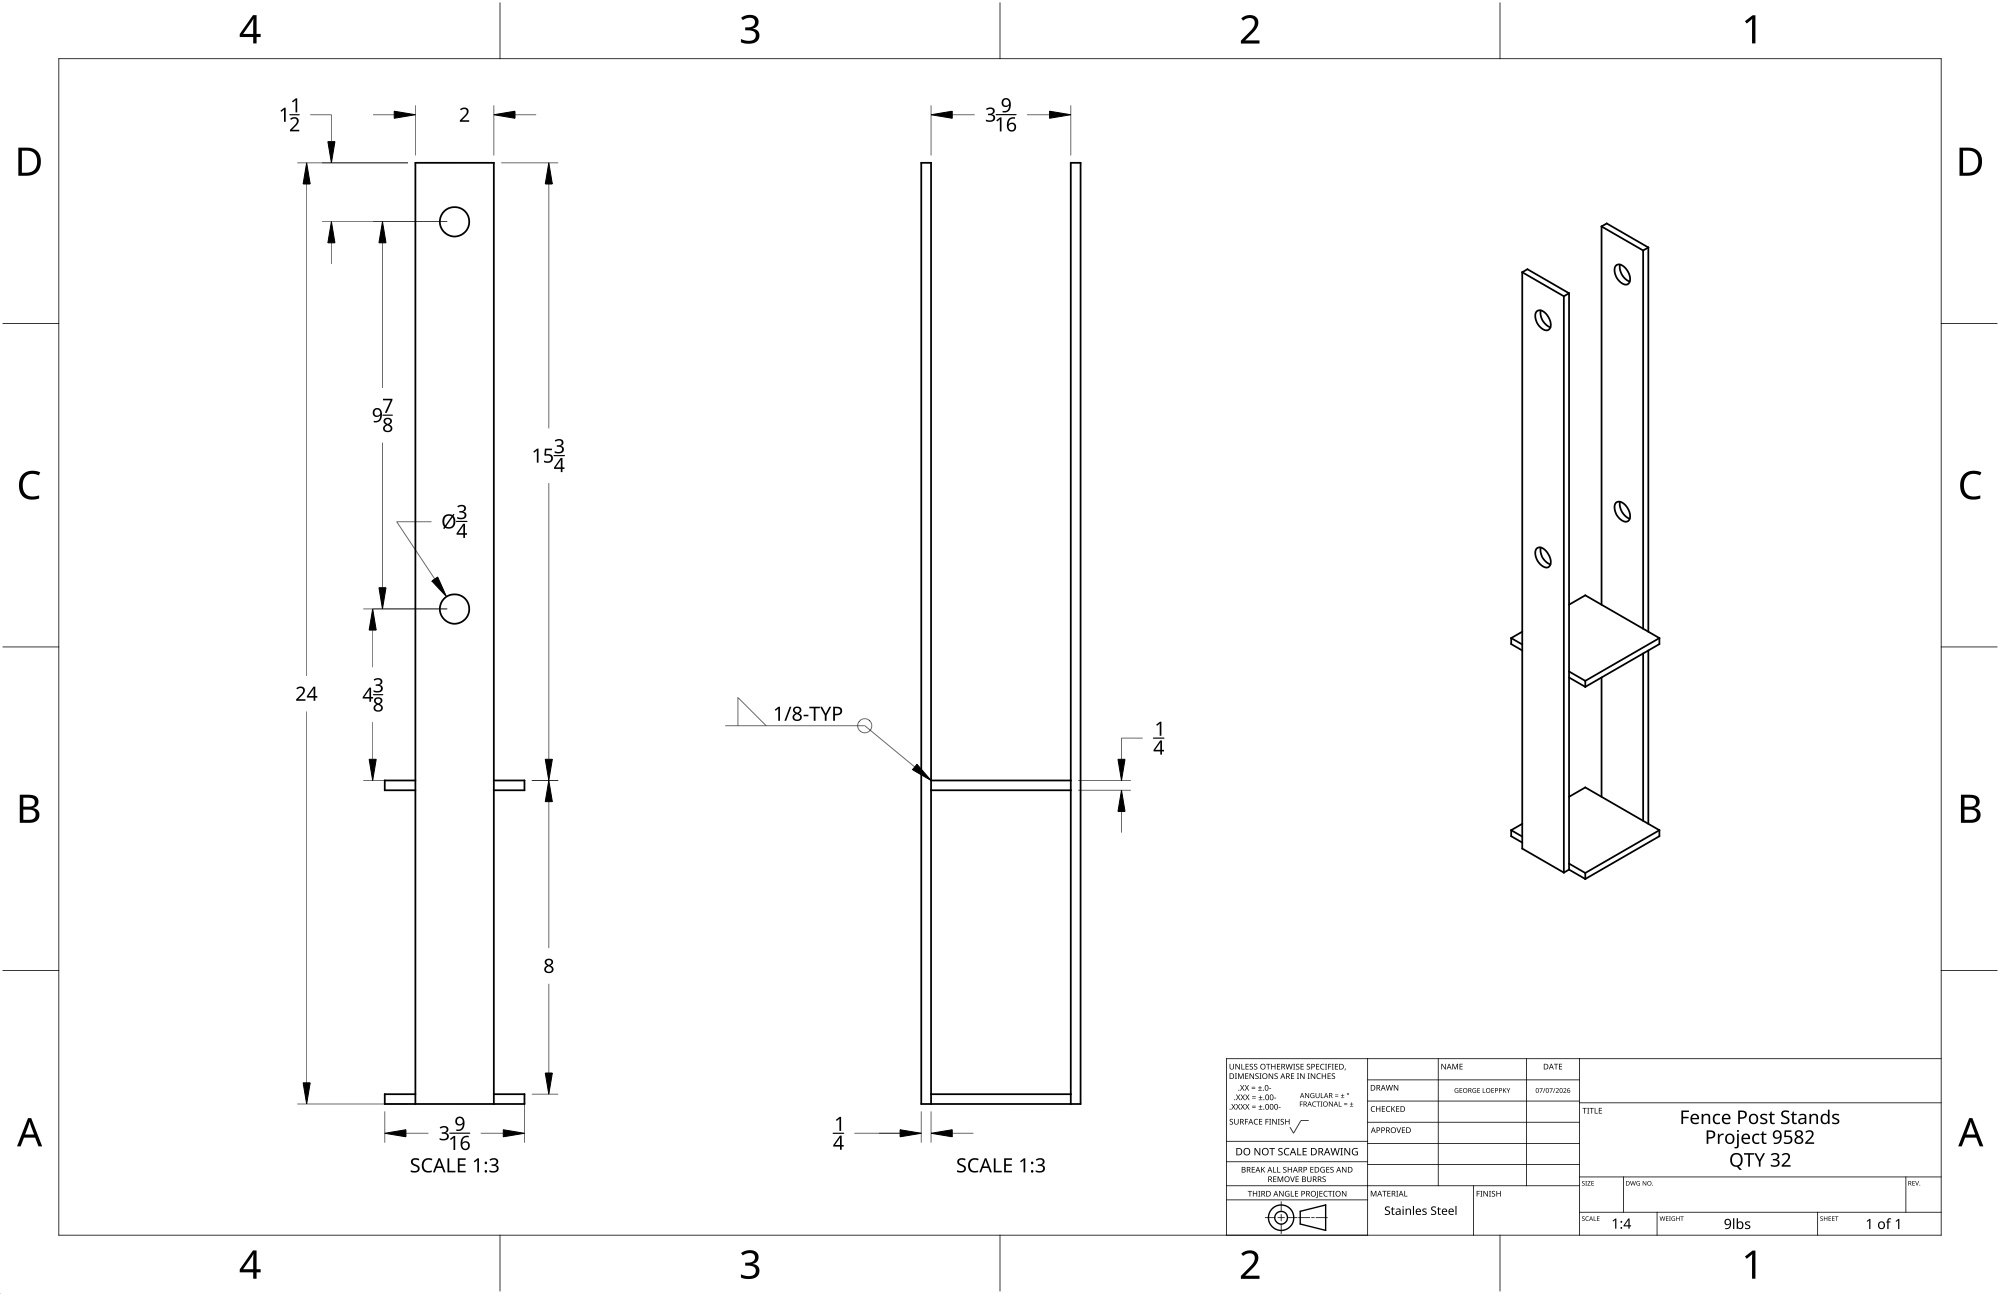 4 3 2 1
D D
C C
B B
A A
1 1/2
2
3 9/16
9 7/8
15 3/4
Ø3/4
24
4 3/8
1/8-TYP
1/4
8
3 9/16
1/4
SCALE 1:3
SCALE 1:3
UNLESS OTHERWISE SPECIFIED,
DIMENSIONS ARE IN INCHES
.XX = ±.0-
.XXX = ±.00-
.XXXX = ±.000-
ANGULAR = ± °
FRACTIONAL = ±
SURFACE FINISH
DO NOT SCALE DRAWING
BREAK ALL SHARP EDGES AND
REMOVE BURRS
THIRD ANGLE PROJECTION
NAME DATE
DRAWN GEORGE LOEPPKY 07/07/2026
CHECKED
APPROVED
MATERIAL
Stainles Steel
FINISH
TITLE
Fence Post Stands
Project 9582
QTY 32
SIZE DWG NO. REV.
SCALE 1:4 WEIGHT 9lbs SHEET 1 of 1
4 3 2 1